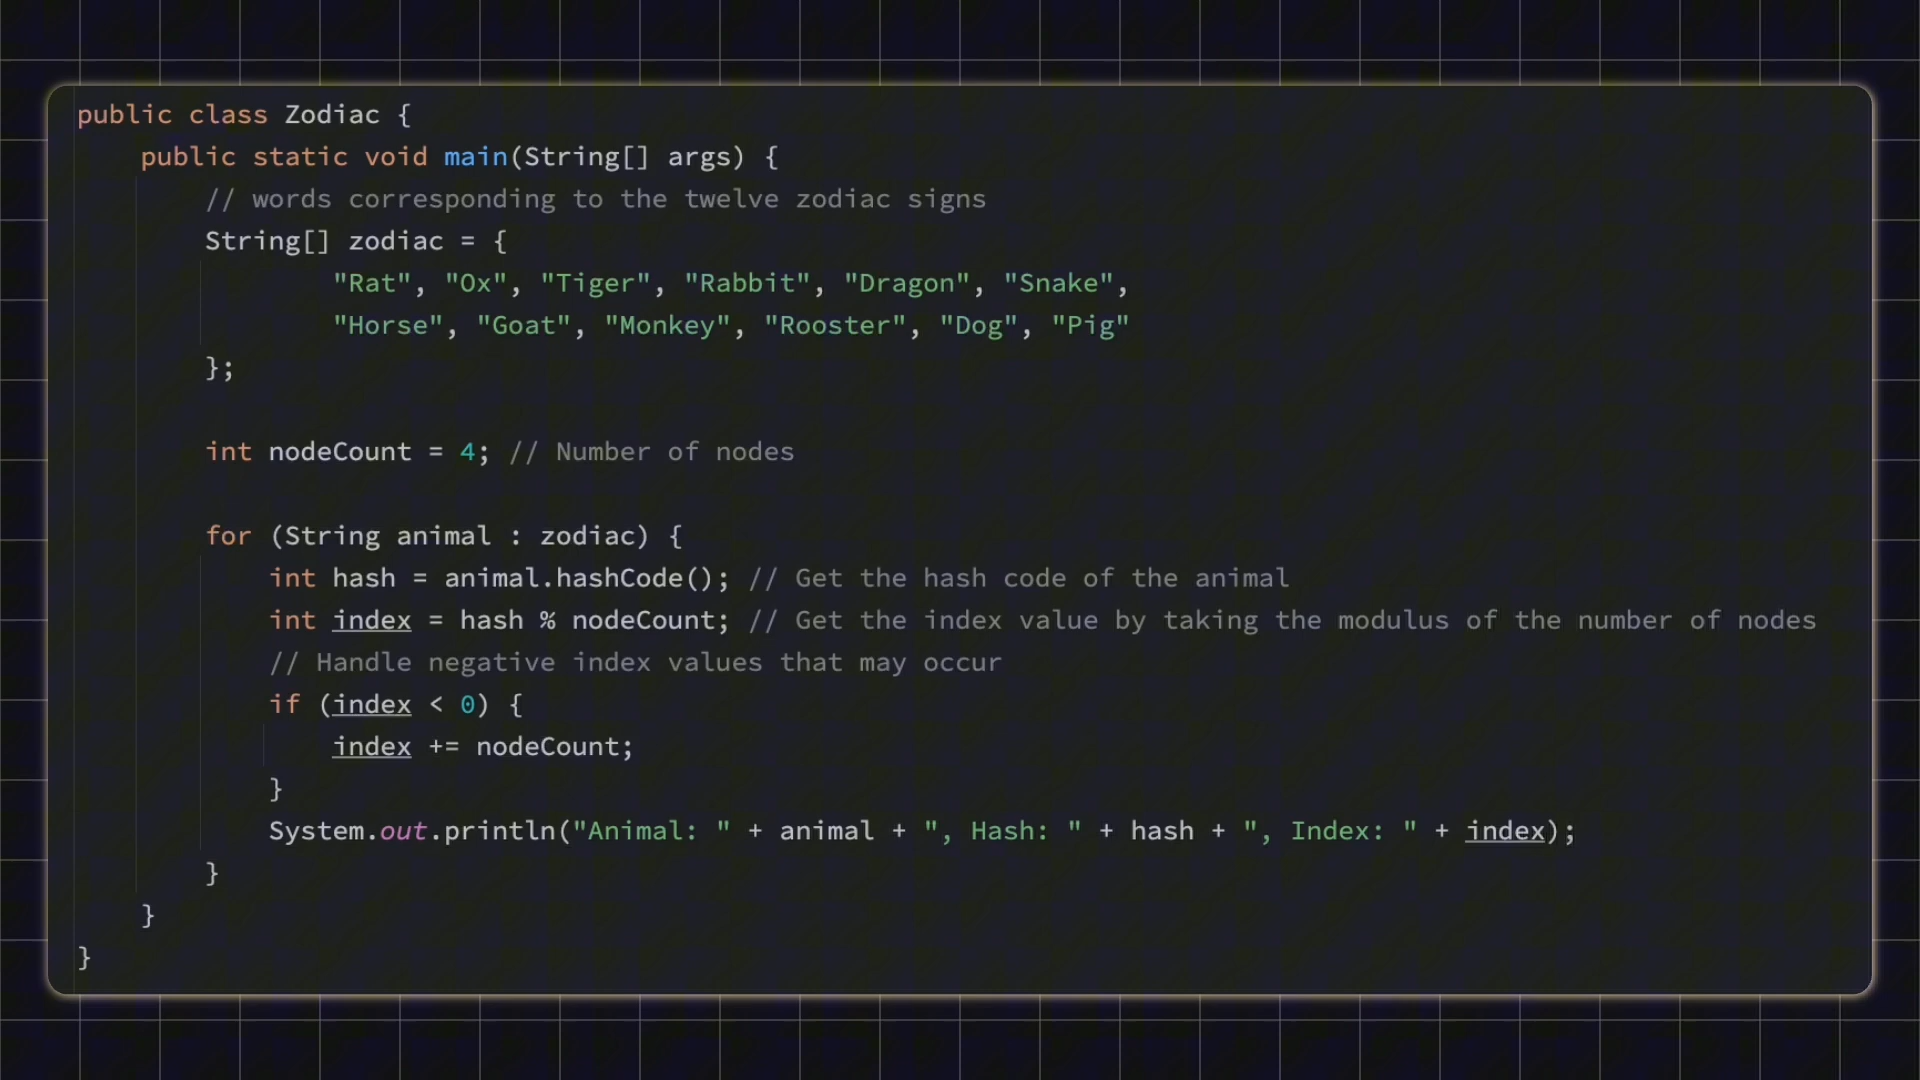 public class Zodiac {
    public static void main(String[] args) {
        // words corresponding to the twelve zodiac signs
        String[] zodiac = {
                "Rat", "Ox", "Tiger", "Rabbit", "Dragon", "Snake",
                "Horse", "Goat", "Monkey", "Rooster", "Dog", "Pig"
        };
        int nodeCount = 4; // Number of nodes
        for (String animal : zodiac) {
            int hash = animal.hashCode(); // Get the hash code of the animal
            int index = hash % nodeCount; // Get the index value by taking the modulus of the number of nodes
            // Handle negative index values that may occur
            if (index < 0) {
                index += nodeCount;
            }
            System.out.println("Animal: " + animal + ", Hash: " + hash + ", Index: " + index);
        }
    }
}